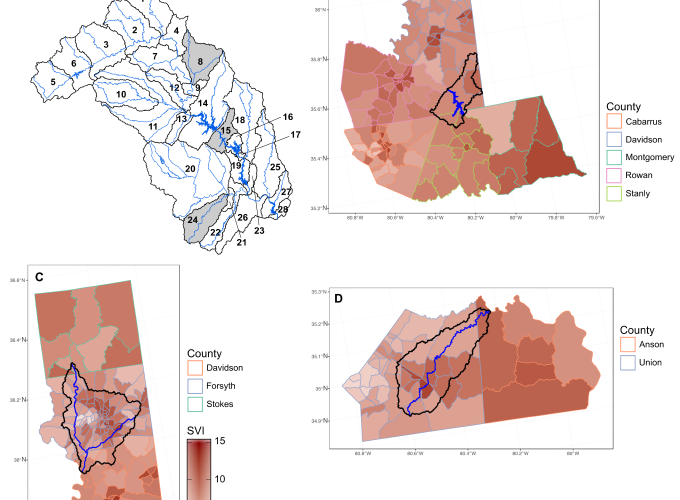 2
4
3
7
8
6
5
9
12
10
14
16
13
18
11
15
17
19
25
20
27
24
28
26
22
23
21
36°N
35.8°N
35.6°N
35.4°N
35.2°N
80.8°W
80.6°W
80.4°W
80.2°W
80°W
79.8°W
79.6°W
County
Cabarrus
Davidson
Montgomery
Rowan
Stanly
C
36.6°N
36.4°N
36.2°N
36°N
County
Davidson
Forsyth
Stokes
SVI
15
10
D
35.3°N
35.2°N
35.1°N
35°N
34.9°N
80.8°W
80.6°W
80.4°W
80.2°W
80°W
County
Anson
Union